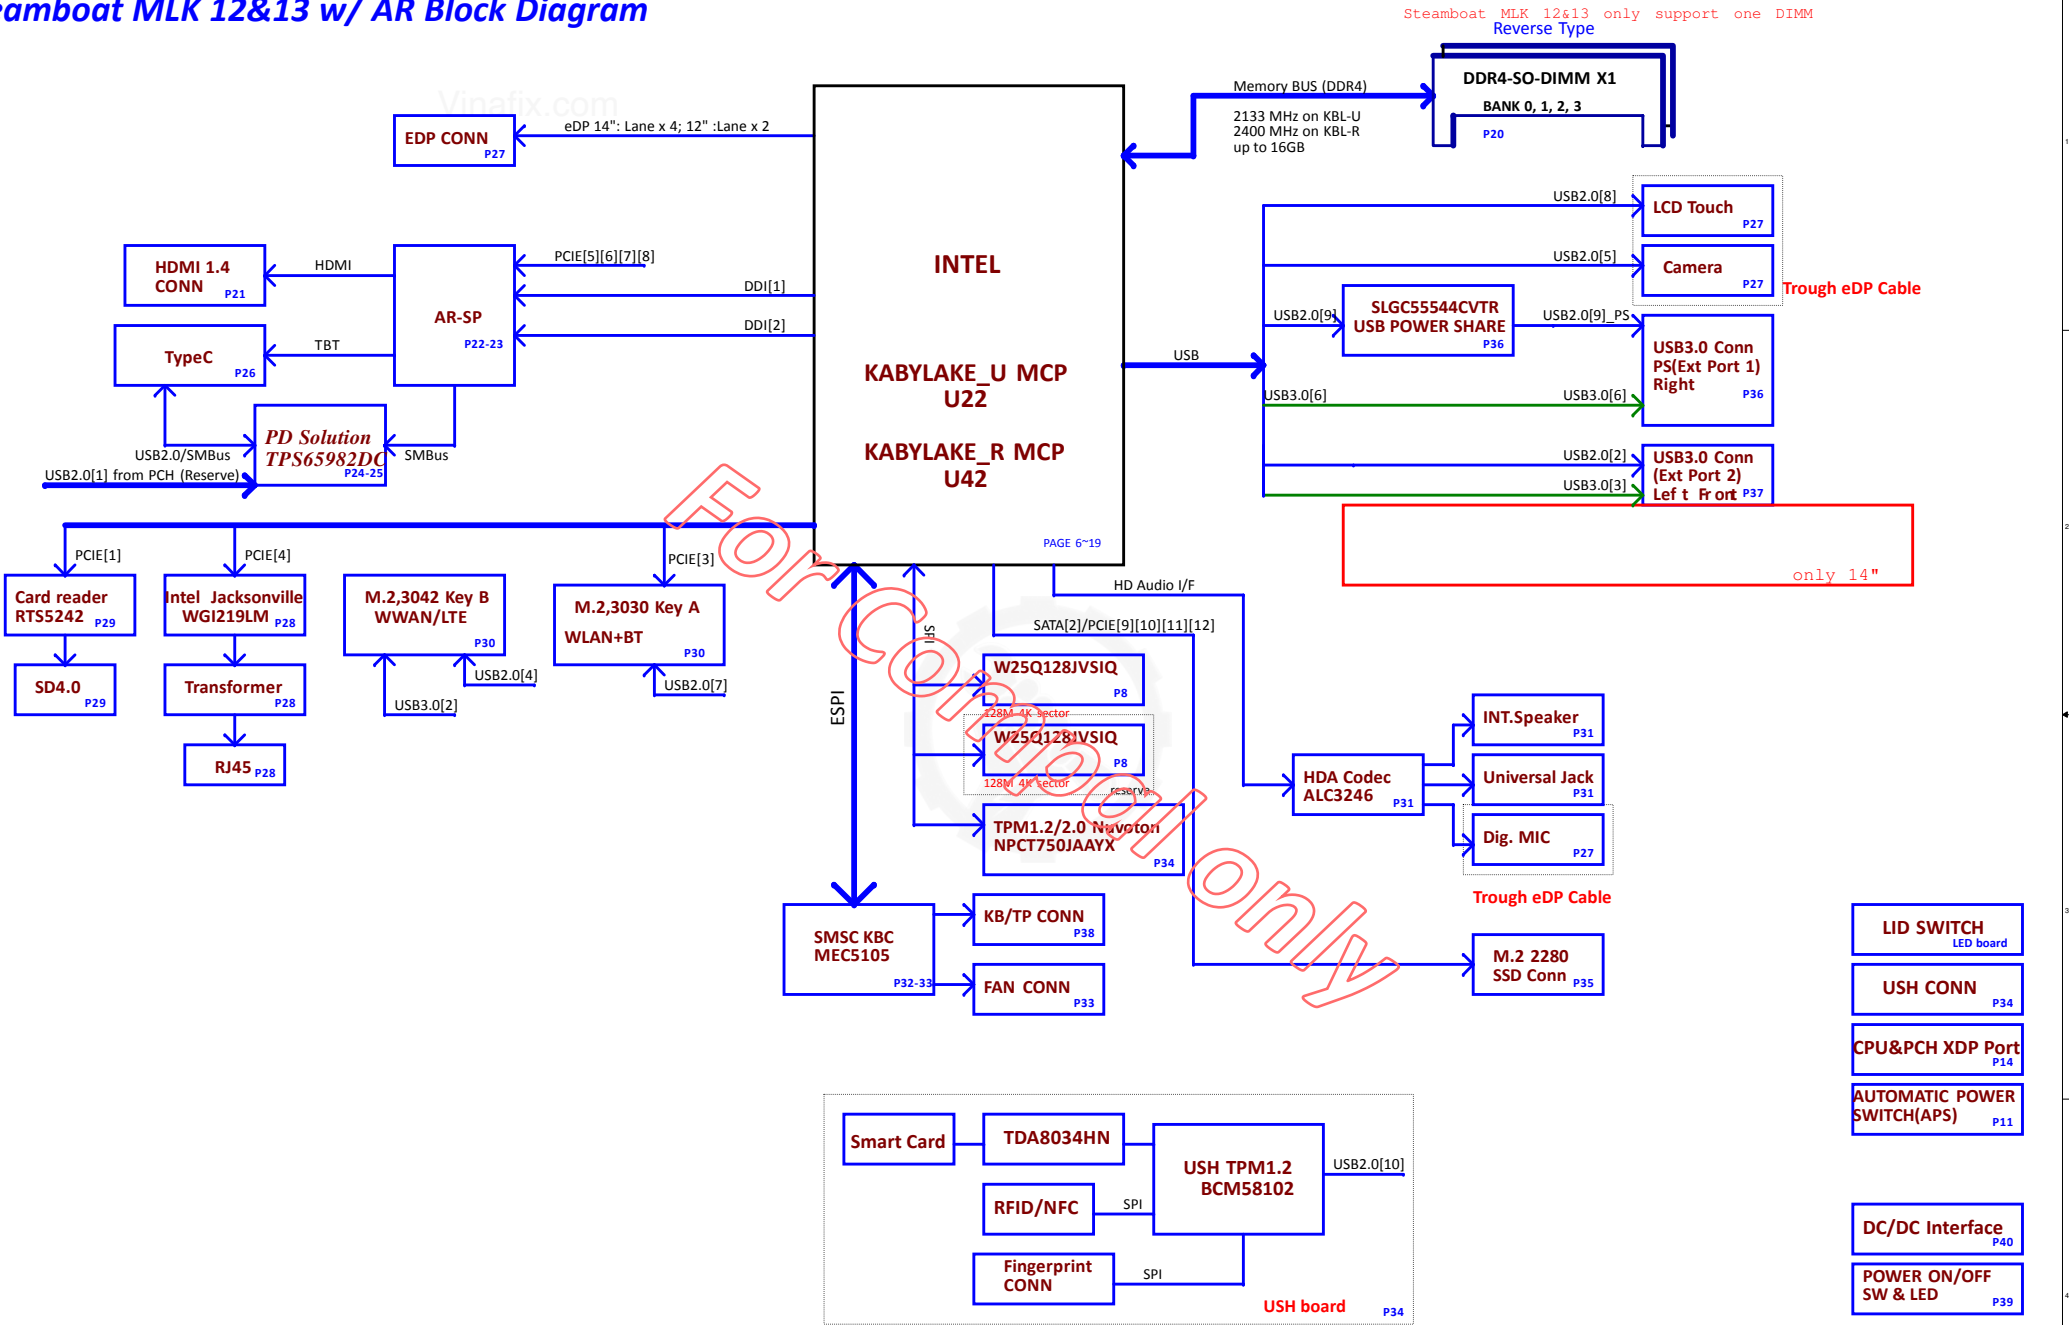 eamboat MLK 12&13 w/ AR Block Diagram
Steamboat MLK 12&13 only support one DIMM
Reverse Type
Vinafix.com
DDR4-SO-DIMM X1
BANK 0, 1, 2, 3
P20
Memory BUS (DDR4)
2133 MHz on KBL-U
2400 MHz on KBL-R
up to 16GB
EDP CONN
P27
eDP 14": Lane x 4; 12" :Lane x 2
INTEL
KABYLAKE_U MCP
U22
KABYLAKE_R MCP
U42
PAGE 6~19
HDMI 1.4
CONN
P21
HDMI
AR-SP
P22-23
PCIE[5][6][7][8]
DDI[1]
DDI[2]
TypeC
P26
TBT
PD Solution
TPS65982DC
P24-25
USB2.0/SMBus
SMBus
USB2.0[1] from PCH (Reserve)
USB
USB2.0[8]
LCD Touch
P27
USB2.0[5]
Camera
P27
Trough eDP Cable
USB2.0[9]
SLGC55544CVTR
USB POWER SHARE
P36
USB2.0[9]_PS
USB3.0 Conn
PS(Ext Port 1)
Right
P36
USB3.0[6]
USB3.0[6]
USB2.0[2]
USB3.0[3]
USB3.0 Conn
(Ext Port 2)
Left Front
P37
only 14"
PCIE[1]
PCIE[4]
PCIE[3]
Card reader
RTS5242
P29
SD4.0
P29
Intel Jacksonville
WGI219LM
P28
Transformer
P28
RJ45
P28
M.2,3042 Key B
WWAN/LTE
P30
USB2.0[4]
USB3.0[2]
M.2,3030 Key A
WLAN+BT
P30
USB2.0[7]
ESPI
SPI
HD Audio I/F
SATA[2]/PCIE[9][10][11][12]
W25Q128JVSIQ
P8
128M 4K sector
W25Q128JVSIQ
P8
128M 4K sector
reserve
TPM1.2/2.0 Nuvoton
NPCT750JAAYX
P34
For Compal only
HDA Codec
ALC3246
P31
INT.Speaker
P31
Universal Jack
P31
Dig. MIC
P27
Trough eDP Cable
SMSC KBC
MEC5105
P32-33
KB/TP CONN
P38
FAN CONN
P33
M.2 2280
SSD Conn
P35
LID SWITCH
LED board
USH CONN
P34
CPU&PCH XDP Port
P14
AUTOMATIC POWER
SWITCH(APS)
P11
DC/DC Interface
P40
POWER ON/OFF
SW & LED
P39
Smart Card
TDA8034HN
USH TPM1.2
BCM58102
USB2.0[10]
RFID/NFC
SPI
Fingerprint
CONN
SPI
USH board
P34
1
2
3
4